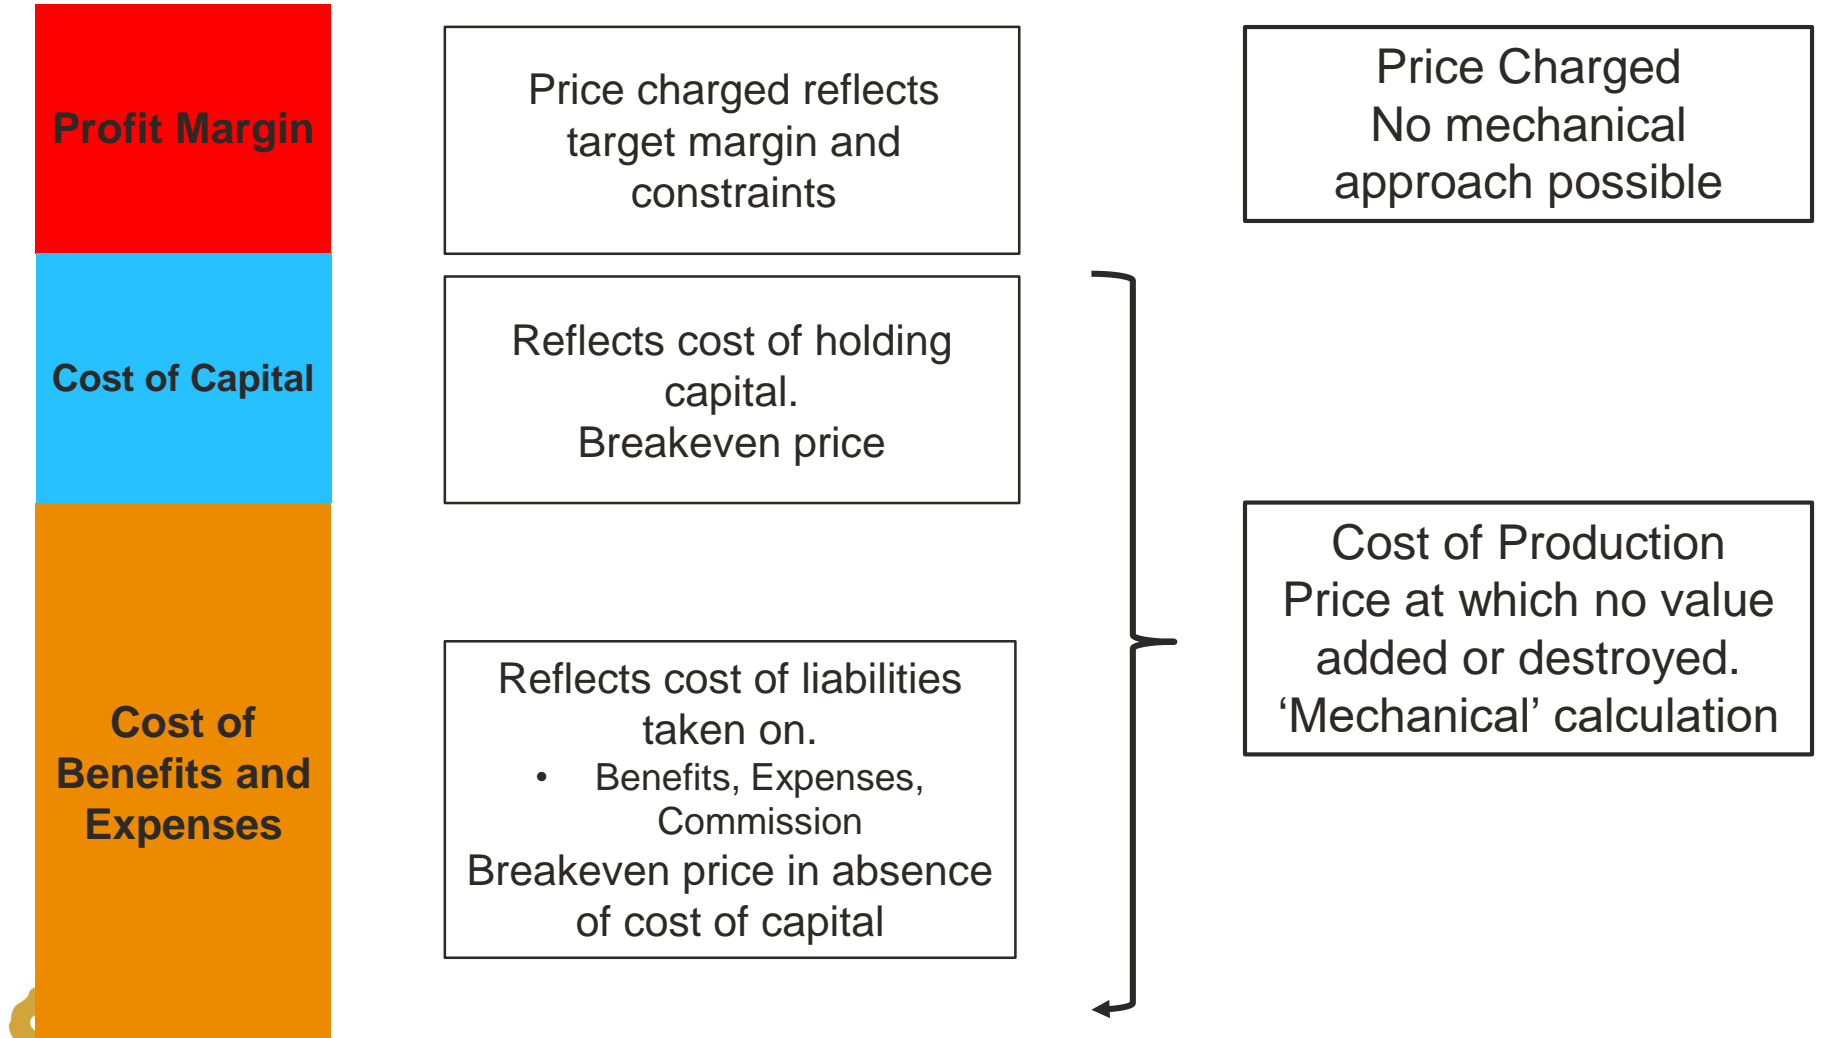 Profit Margin
Price charged reflects
target margin and
constraints
Price Charged
No mechanical
approach possible
Cost of Capital
Reflects cost of holding
capital.
Breakeven price
Cost of
Benefits and
Expenses
Reflects cost of liabilities
taken on.
• Benefits, Expenses,
Commission
Breakeven price in absence
of cost of capital
Cost of Production
Price at which no value
added or destroyed.
‘Mechanical’ calculation